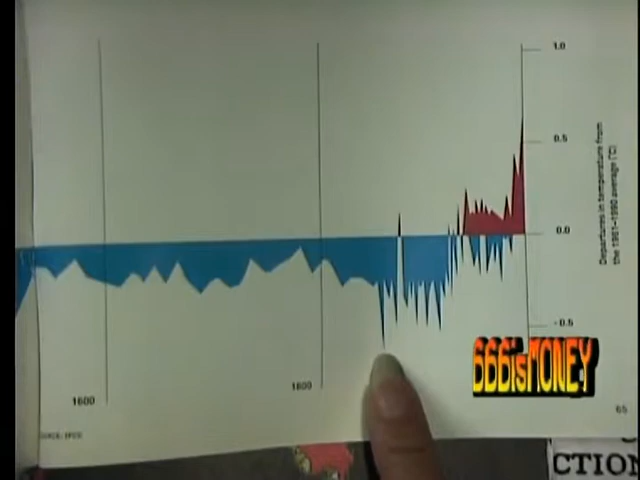 1.0
0.5
0.0
-0.5
Departures in temperature from
the 1961-1990 average (°C)
1600
1800
666isMONEY
65
CTION